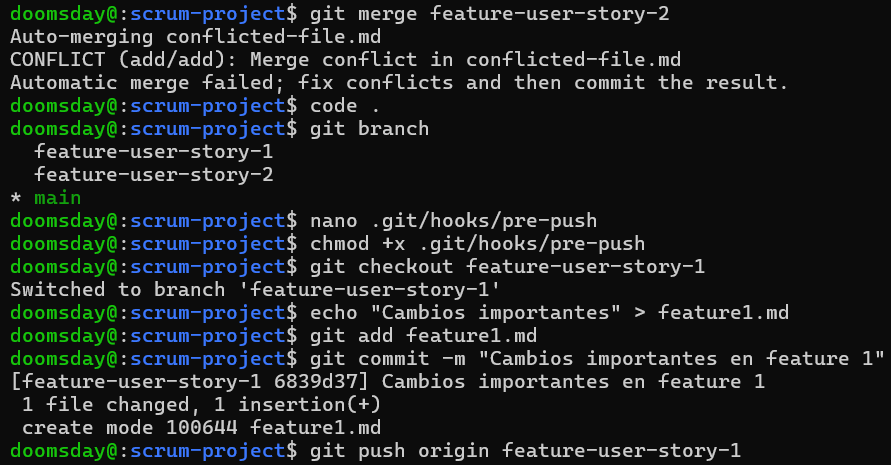 doomsday@:scrum-project$ git merge feature-user-story-2
Auto-merging conflicted-file.md
CONFLICT (add/add): Merge conflict in conflicted-file.md
Automatic merge failed; fix conflicts and then commit the result.
doomsday@:scrum-project$ code .
doomsday@:scrum-project$ git branch
  feature-user-story-1
  feature-user-story-2
* main
doomsday@:scrum-project$ nano .git/hooks/pre-push
doomsday@:scrum-project$ chmod +x .git/hooks/pre-push
doomsday@:scrum-project$ git checkout feature-user-story-1
Switched to branch 'feature-user-story-1'
doomsday@:scrum-project$ echo "Cambios importantes" > feature1.md
doomsday@:scrum-project$ git add feature1.md
doomsday@:scrum-project$ git commit -m "Cambios importantes en feature 1"
[feature-user-story-1 6839d37] Cambios importantes en feature 1
 1 file changed, 1 insertion(+)
 create mode 100644 feature1.md
doomsday@:scrum-project$ git push origin feature-user-story-1